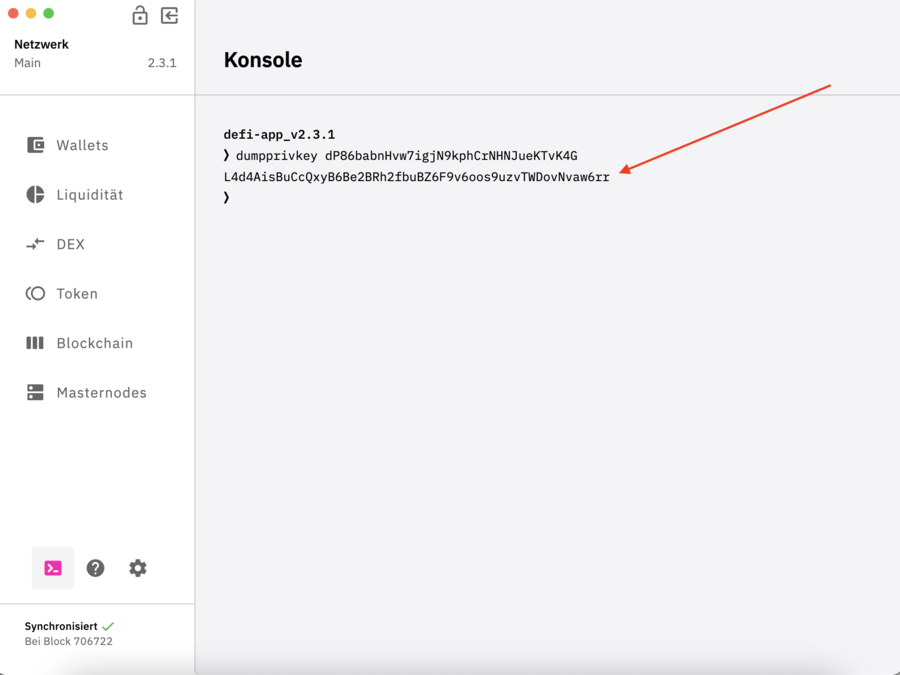 Netzwerk
Main 2.3.1
Konsole
Wallets
Liquidität
DEX
Token
Blockchain
Masternodes
defi-app_v2.3.1
❯ dumpprivkey dP86babnHvw7igjN9kphCrNHNJueKTvK4G
L4d4AisBuCcQxyB6Be2BRh2fbuBZ6F9v6oos9uzvTWDovNvaw6rr
❯
Synchronisiert
Bei Block 706722